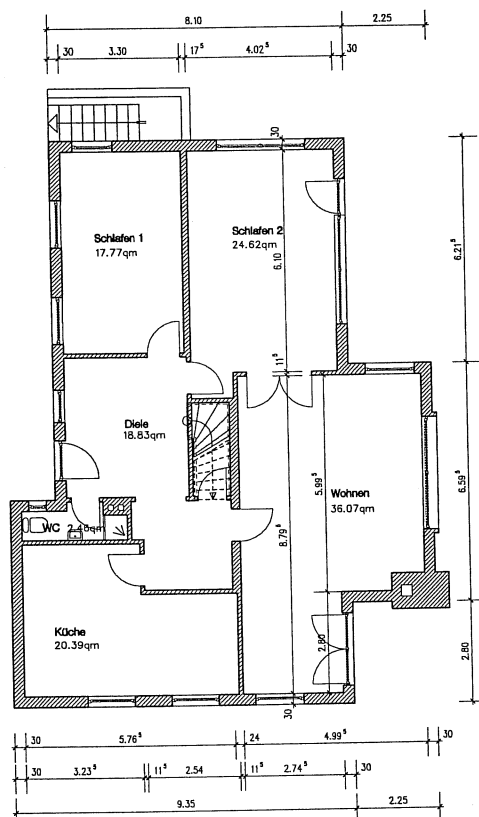 8.10
2.25
30 3.30 17⁵ 4.02⁵ 30
30
Schlafen 1
17.77qm
Schlafen 2
24.62qm
6.10
6.21⁵
11⁵
Diele
18.83qm
Wohnen
36.07qm
5.99⁵
6.59⁵
8.79⁵
WC 2.48qm
Küche
20.39qm
2.80
2.80
30
30 5.76⁵ 24 4.99⁵ 30
30 3.23⁵ 11⁵ 2.54 11⁵ 2.74⁵ 30
9.35 2.25